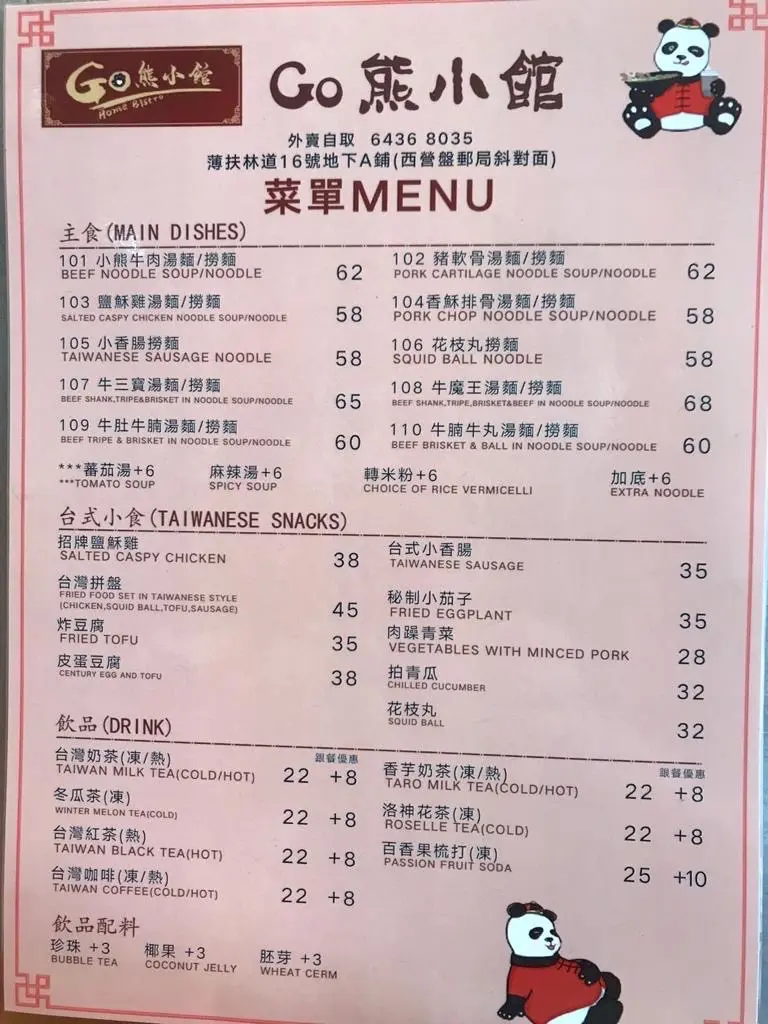 Go熊小館
Home Bistro
Go 熊小館
外賣自取 6436 8035
薄扶林道16號地下A鋪(西營盤郵局斜對面)
菜單MENU
主食(MAIN DISHES)
101 小熊牛肉湯麵/撈麵
BEEF NOODLE SOUP/NOODLE 62
102 豬軟骨湯麵/撈麵
PORK CARTILAGE NOODLE SOUP/NOODLE 62
103 鹽穌雞湯麵/撈麵
SALTED CASPY CHICKEN NOODLE SOUP/NOODLE 58
104香穌排骨湯麵/撈麵
PORK CHOP NOODLE SOUP/NOODLE 58
105 小香腸撈麵
TAIWANESE SAUSAGE NOODLE 58
106 花枝丸撈麵
SQUID BALL NOODLE 58
107 牛三寶湯麵/撈麵
BEEF SHANK,TRIPE&BRISKET IN NOODLE SOUP/NOODLE 65
108 牛魔王湯麵/撈麵
BEEF SHANK,TRIPE,BRISKET&BEEF IN NOODLE SOUP/NOODLE 68
109 牛肚牛腩湯麵/撈麵
BEEF TRIPE & BRISKET IN NOODLE SOUP/NOODLE 60
110 牛腩牛丸湯麵/撈麵
BEEF BRISKET & BALL IN NOODLE SOUP/NOODLE 60
***蕃茄湯+6 麻辣湯+6 轉米粉+6 加底+6
***TOMATO SOUP SPICY SOUP CHOICE OF RICE VERMICELLI EXTRA NOODLE
台式小食(TAIWANESE SNACKS)
招牌鹽穌雞
SALTED CASPY CHICKEN 38
台式小香腸
TAIWANESE SAUSAGE 35
台灣拼盤
FRIED FOOD SET IN TAIWANESE STYLE
(CHICKEN,SQUID BALL,TOFU,SAUSAGE) 45
秘制小茄子
FRIED EGGPLANT 35
炸豆腐
FRIED TOFU 35
肉躁青菜
VEGETABLES WITH MINCED PORK 28
皮蛋豆腐
CENTURY EGG AND TOFU 38
拍青瓜
CHILLED CUCUMBER 32
花枝丸
SQUID BALL 32
飲品(DRINK)
跟餐優惠
跟餐優惠
台灣奶茶(凍/熱)
TAIWAN MILK TEA(COLD/HOT) 22 +8
香芋奶茶(凍/熱)
TARO MILK TEA(COLD/HOT) 22 +8
冬瓜茶(凍)
WINTER MELON TEA(COLD) 22 +8
洛神花茶(凍)
ROSELLE TEA(COLD) 22 +8
台灣紅茶(熱)
TAIWAN BLACK TEA(HOT) 22 +8
百香果梳打(凍)
PASSION FRUIT SODA 25 +10
台灣咖啡(凍/熱)
TAIWAN COFFEE(COLD/HOT) 22 +8
飲品配料
珍珠 +3 椰果 +3 胚芽 +3
BUBBLE TEA COCONUT JELLY WHEAT CERM